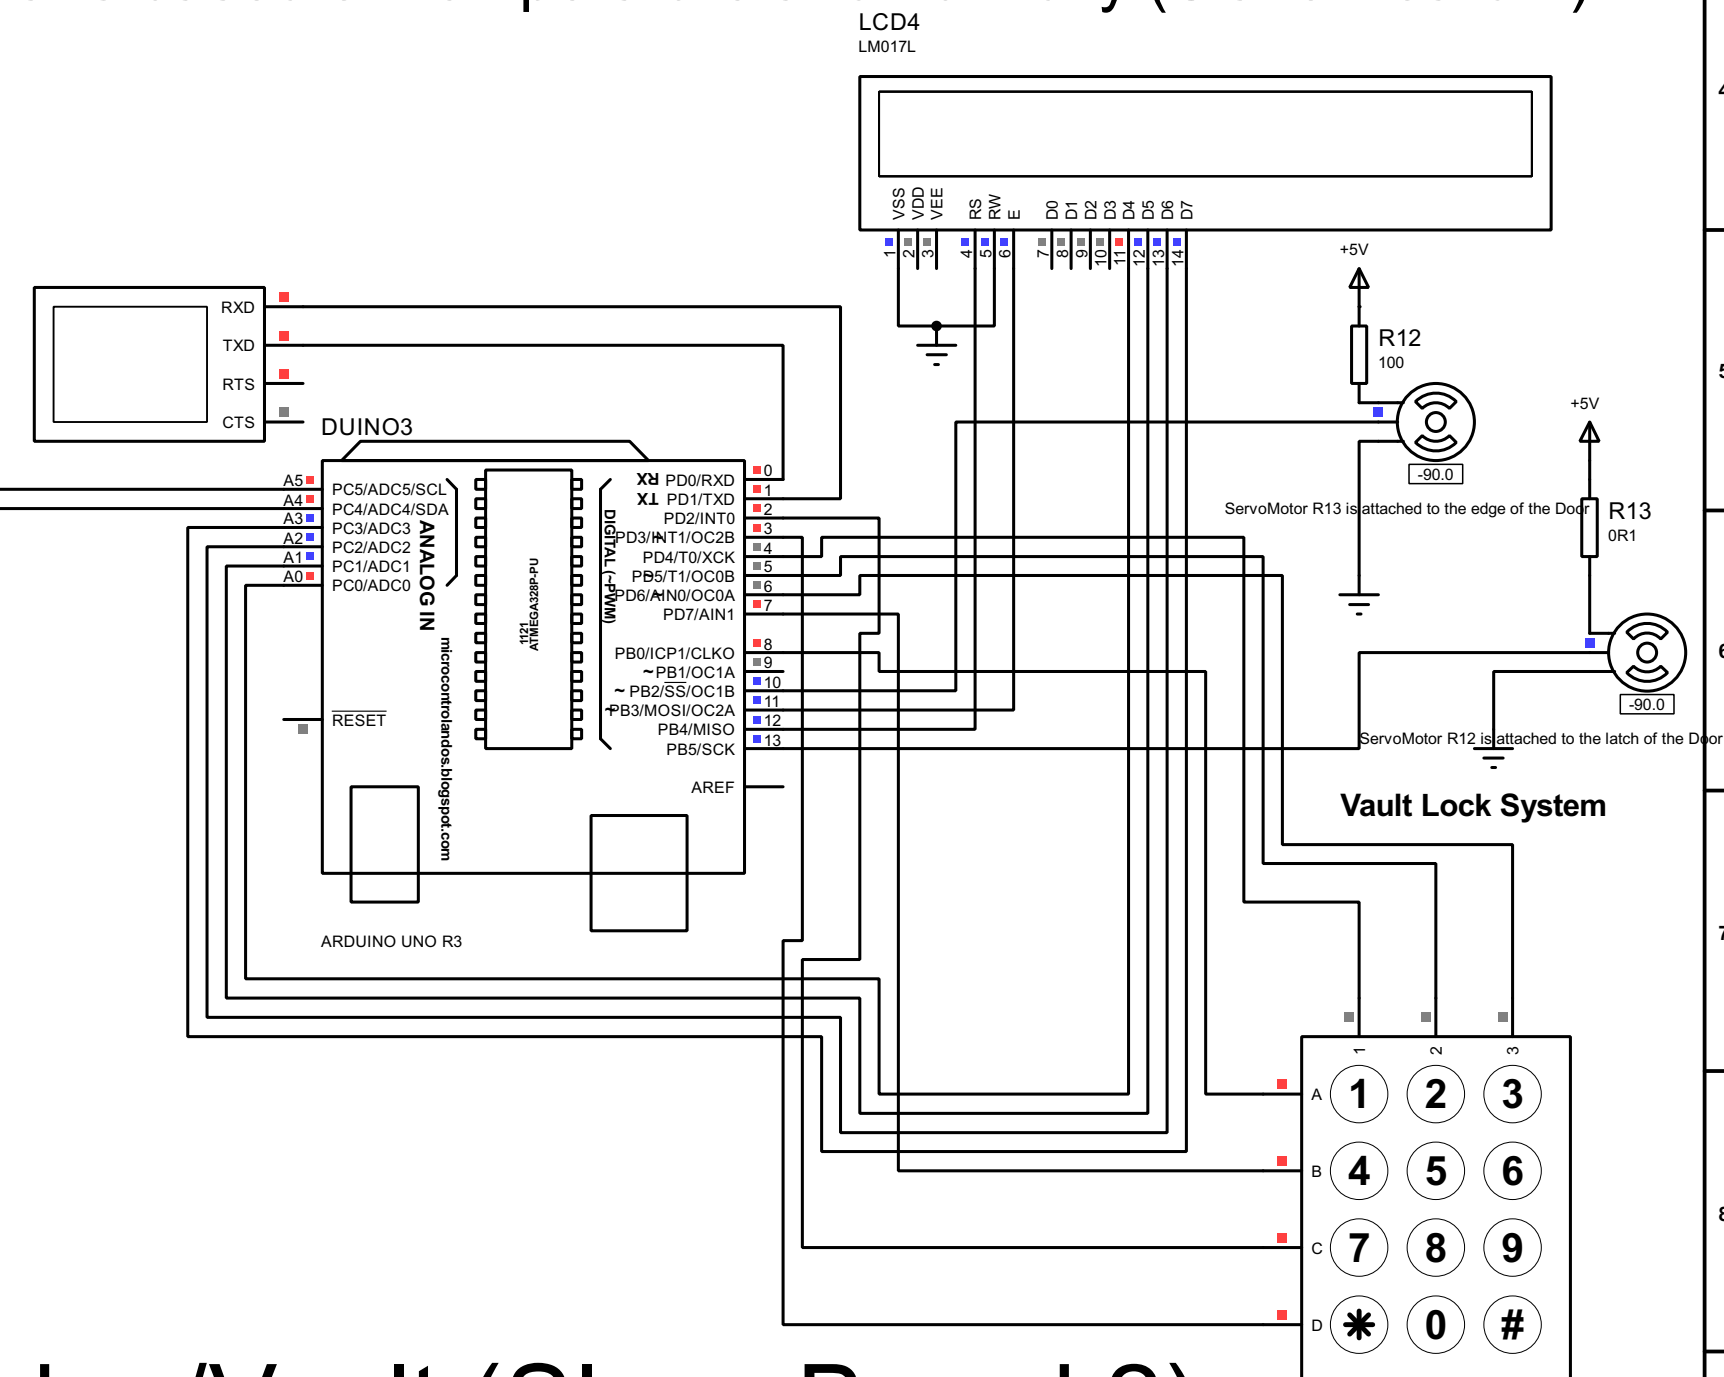 LCD4
LM017L
VSS
VDD
VEE
RS
RW
E
D0
D1
D2
D3
D4
D5
D6
D7
1
2
3
4
5
6
7
8
9
10
11
12
13
14
+5V
R12
100
-90.0
ServoMotor R13 is attached to the edge of the Door
+5V
R13
0R1
-90.0
ServoMotor R12 is attached to the latch of the Door
Vault Lock System
RXD
TXD
RTS
CTS
DUINO3
A5
A4
A3
A2
A1
A0
PC5/ADC5/SCL
PC4/ADC4/SDA
PC3/ADC3
PC2/ADC2
PC1/ADC1
PC0/ADC0
ANALOG IN
RESET
microcontrolandos.blogspot.com
1121
ATMEGA328P-PU
DIGITAL (~PWM)
RX PD0/RXD 0
TX PD1/TXD 1
PD2/INT0 2
~PD3/INT1/OC2B 3
PD4/T0/XCK 4
~PD5/T1/OC0B 5
~PD6/AIN0/OC0A 6
PD7/AIN1 7
PB0/ICP1/CLKO 8
~PB1/OC1A 9
~PB2/SS/OC1B 10
~PB3/MOSI/OC2A 11
PB4/MISO 12
PB5/SCK 13
AREF
ARDUINO UNO R3
1 2 3
A 1 2 3
B 4 5 6
C 7 8 9
D * 0 #
4
5
6
7
8